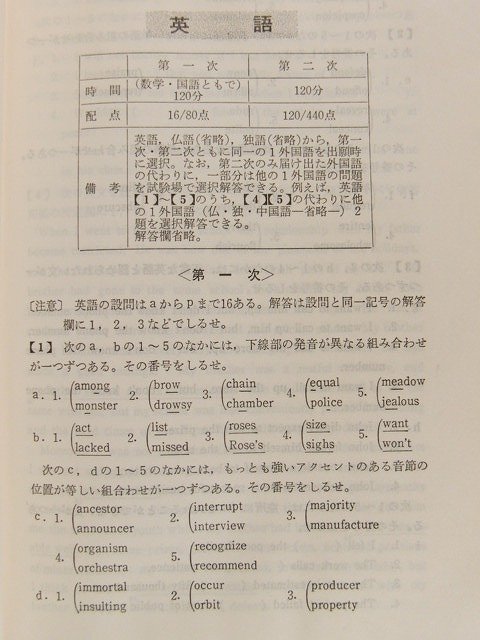 英語
第一次 第二次
時間 (数学・国語ともで) 120分 120分
配点 16/80点 120/440点
備考 英語，仏語(省略)，独語(省略)から，第一
次・第二次ともに同一の1外国語を出願時
に選択。なお，第二次のみ届け出た外国語
の代わりに，一部分は他の1外国語の問題
を試験場で選択解答できる。例えば，英語
【1】～【5】のうち，【4】【5】の代わりに他
の1外国語（仏・独・中国語—省略—）2
題を選択解答できる。
解答欄省略。
＜第一次＞
〔注意〕 英語の設問はaからpまで16ある。解答は設問と同一記号の解答
欄に1，2，3などでしるせ。
【1】 次のa，bの1～5のなかには，下線部の発音が異なる組み合わせ
が一つずつある。その番号をしるせ。
a. 1. (among 2. (brow 3. (chain 4. (equal 5. (meadow
monster drowsy chamber police jealous
b. 1. (act 2. (list 3. (roses 4. (size 5. (want
lacked missed Rose's sighs won't
次のc，dの1～5のなかには，もっとも強いアクセントのある音節の
位置が等しい組合わせが一つずつある。その番号をしるせ。
c. 1. (ancestor 2. (interrupt 3. (majority
announcer interview manufacture
4. (organism 5. (recognize
orchestra recommend
d. 1. (immortal 2. (occur 3. (producer
insulting orbit property